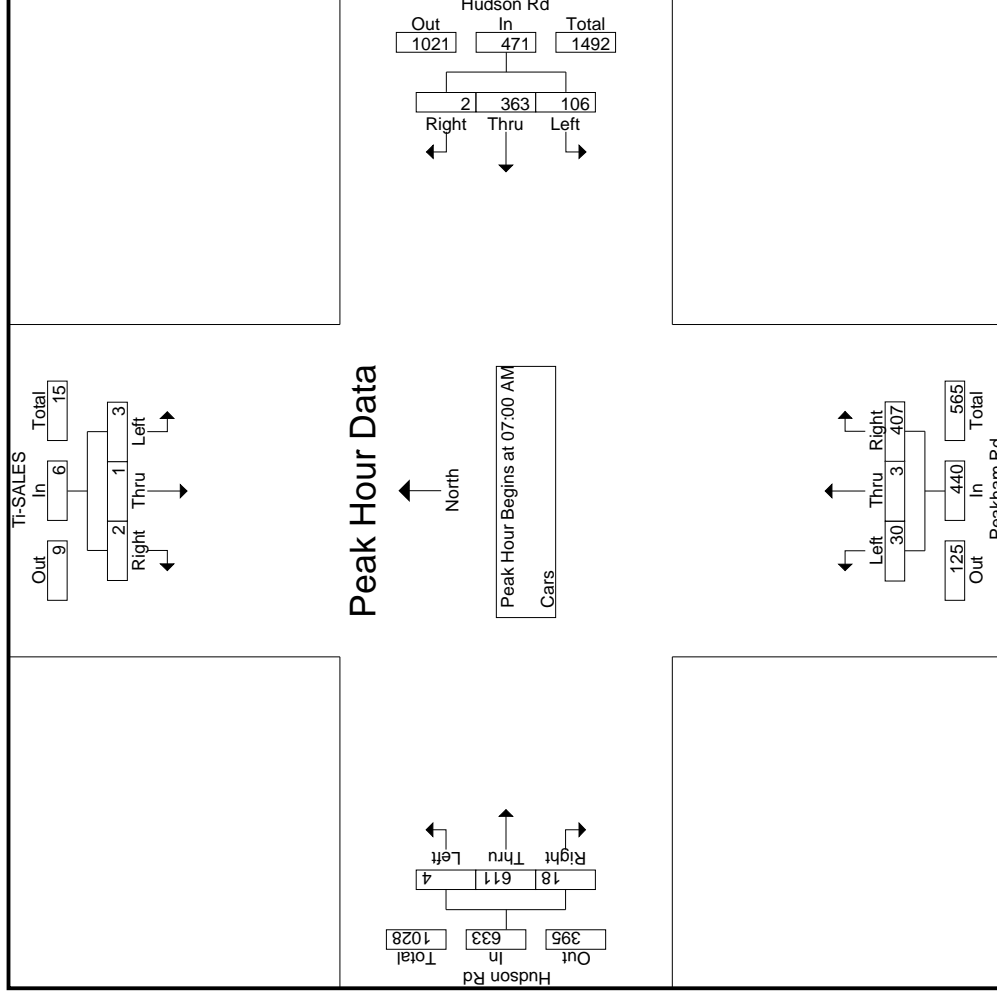 Hudson Rd
Out In Total
1021 471 1492
2 363 106
Right Thru Left
Ti-SALES
Out In Total
9 6 15
2 1 3
Right Thru Left
Peak Hour Data
North
Peak Hour Begins at 07:00 AM
Cars
Left Thru Right
30 3 407
125 440 565
Out In Total
Peakham Rd
Left Thru Right
4 611 18
1028 633 395
Total In Out
Hudson Rd